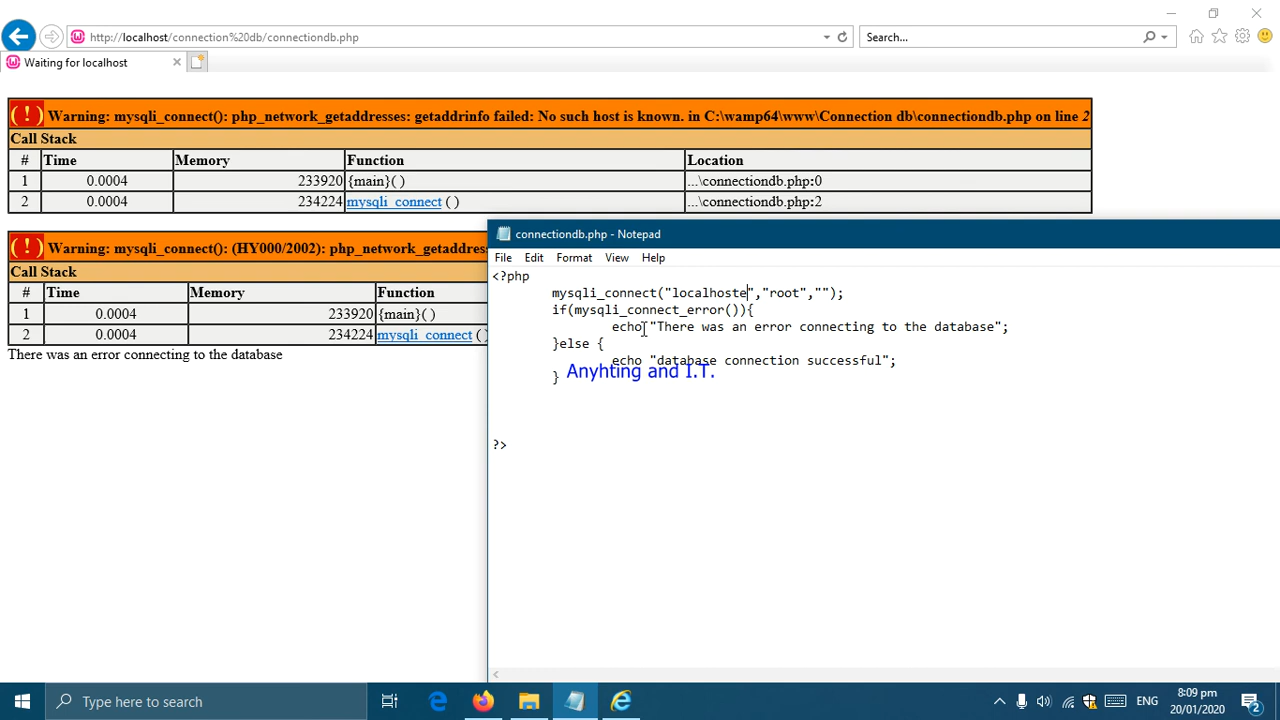 http://localhost/connection%20db/connectiondb.php
Search...
Waiting for localhost
( ! ) Warning: mysqli_connect(): php_network_getaddresses: getaddrinfo failed: No such host is known. in C:\wamp64\www\Connection db\connectiondb.php on line 2
Call Stack
# Time Memory Function Location
1 0.0004 233920 {main}( ) ...\connectiondb.php:0
2 0.0004 234224 mysqli_connect ( ) ...\connectiondb.php:2
( ! ) Warning: mysqli_connect(): (HY000/2002): php_network_getaddress
Call Stack
# Time Memory Function
1 0.0004 233920 {main}( )
2 0.0004 234224 mysqli_connect ( )
There was an error connecting to the database
connectiondb.php - Notepad
File Edit Format View Help
<?php
mysqli_connect("localhoste","root","");
if(mysqli_connect_error()){
echo "There was an error connecting to the database";
}else {
echo "database connection successful";
}
Anyhting and I.T.
?>
Type here to search
ENG
8:09 pm
20/01/2020
2